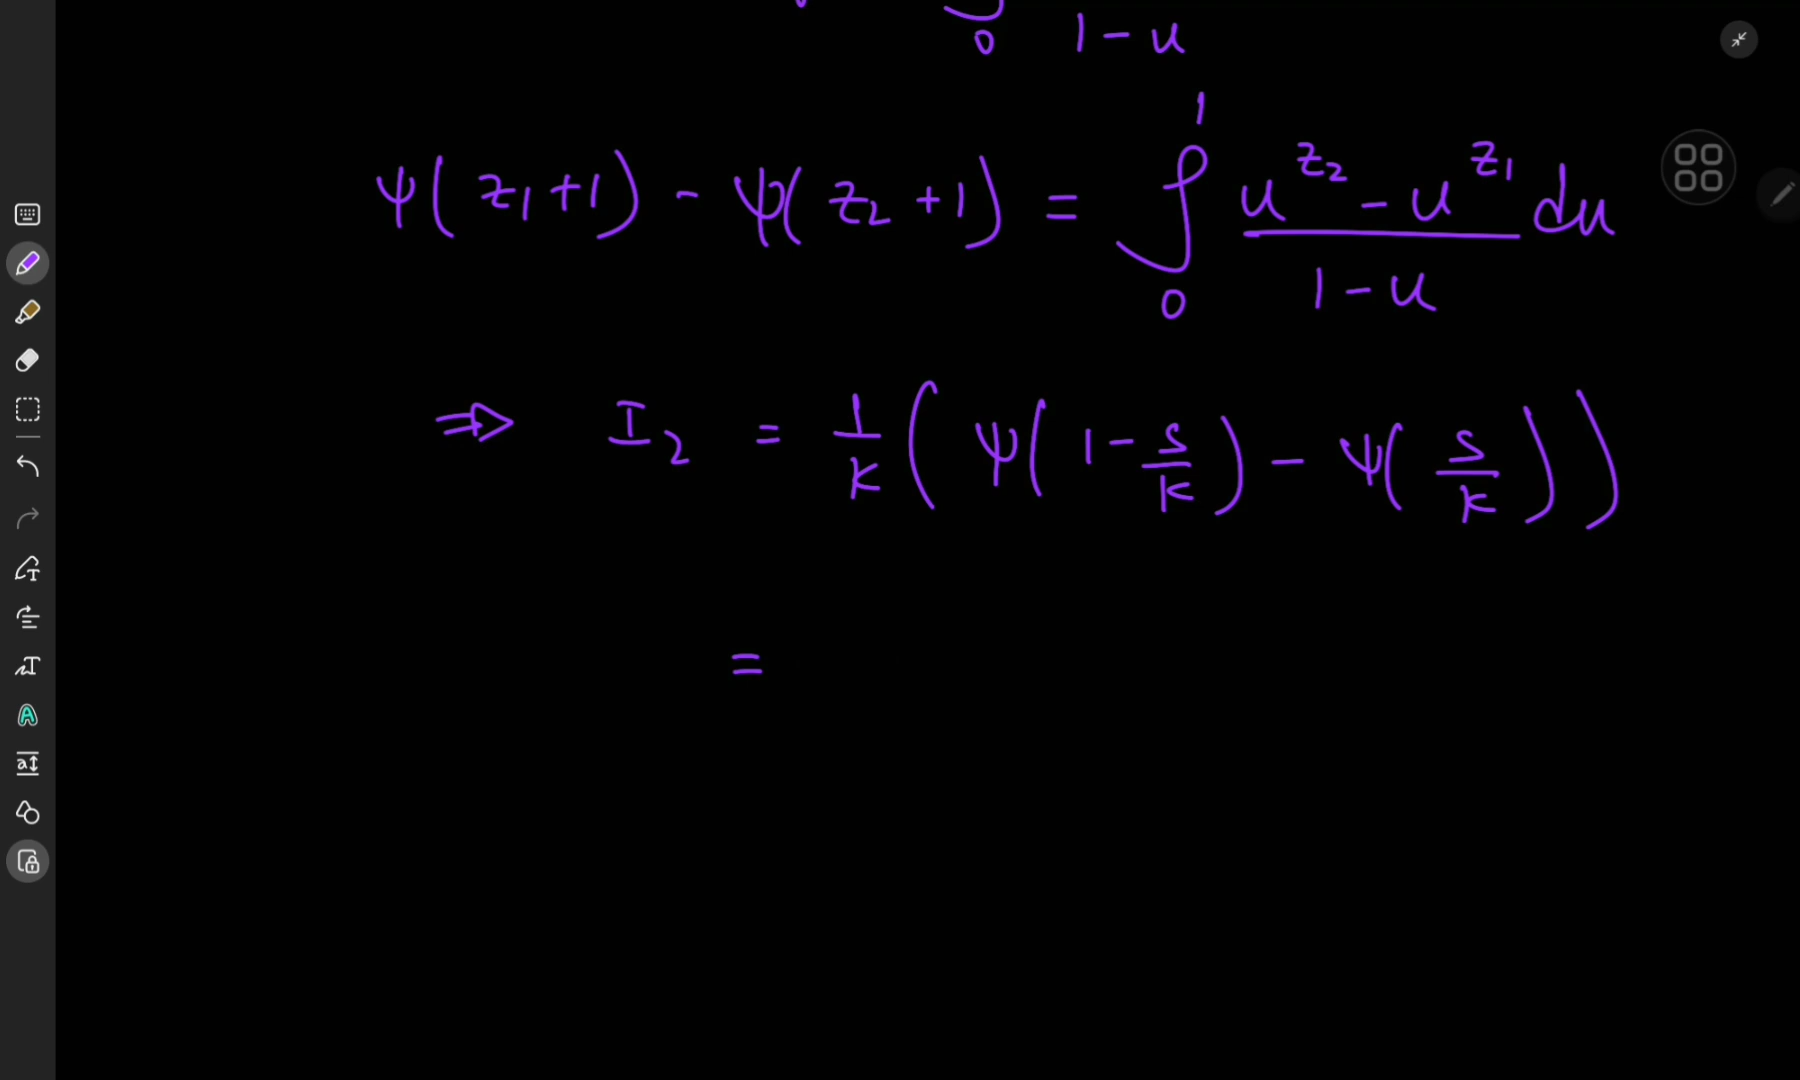 0 1 - u
ψ(z₁+1) - ψ(z₂+1) = ∫₀¹ (u^z₂ - u^z₁)/(1 - u) du
⇒ I₂ = 1/k (ψ(1 - s/k) - ψ(s/k))
=